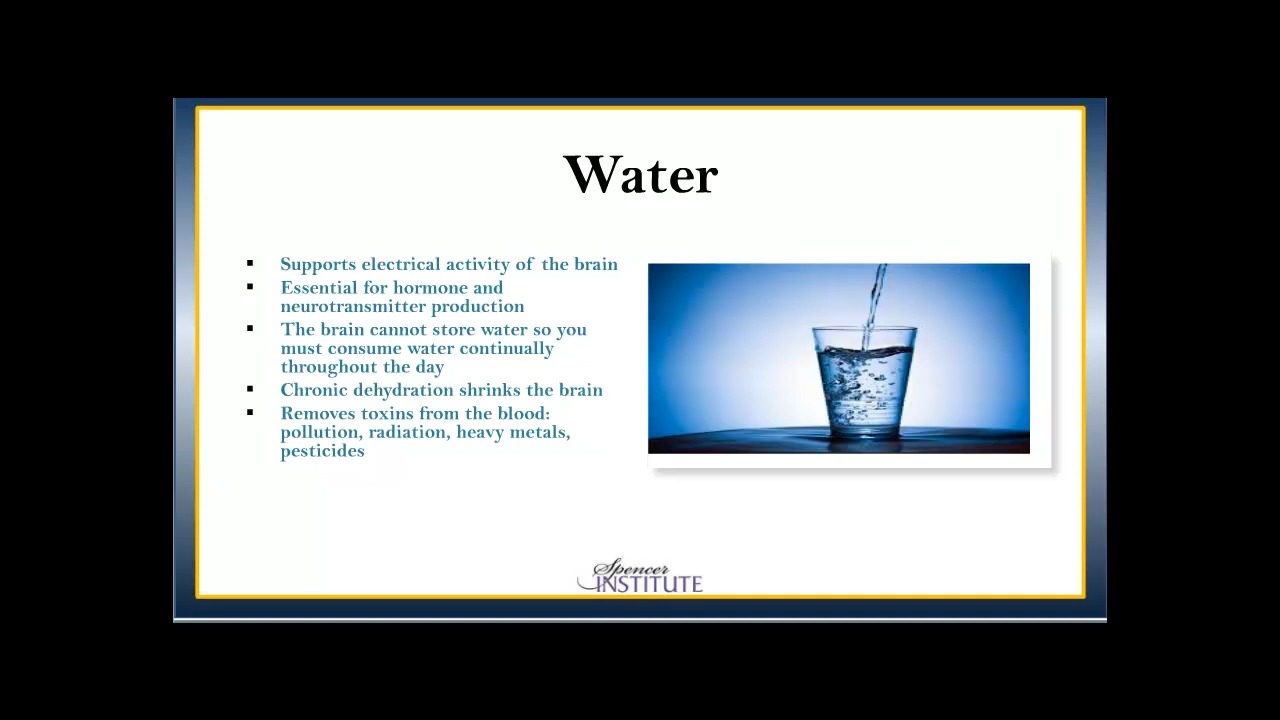 Water
▪ Supports electrical activity of the brain
▪ Essential for hormone and
neurotransmitter production
▪ The brain cannot store water so you
must consume water continually
throughout the day
▪ Chronic dehydration shrinks the brain
▪ Removes toxins from the blood:
pollution, radiation, heavy metals,
pesticides
Spencer
INSTITUTE